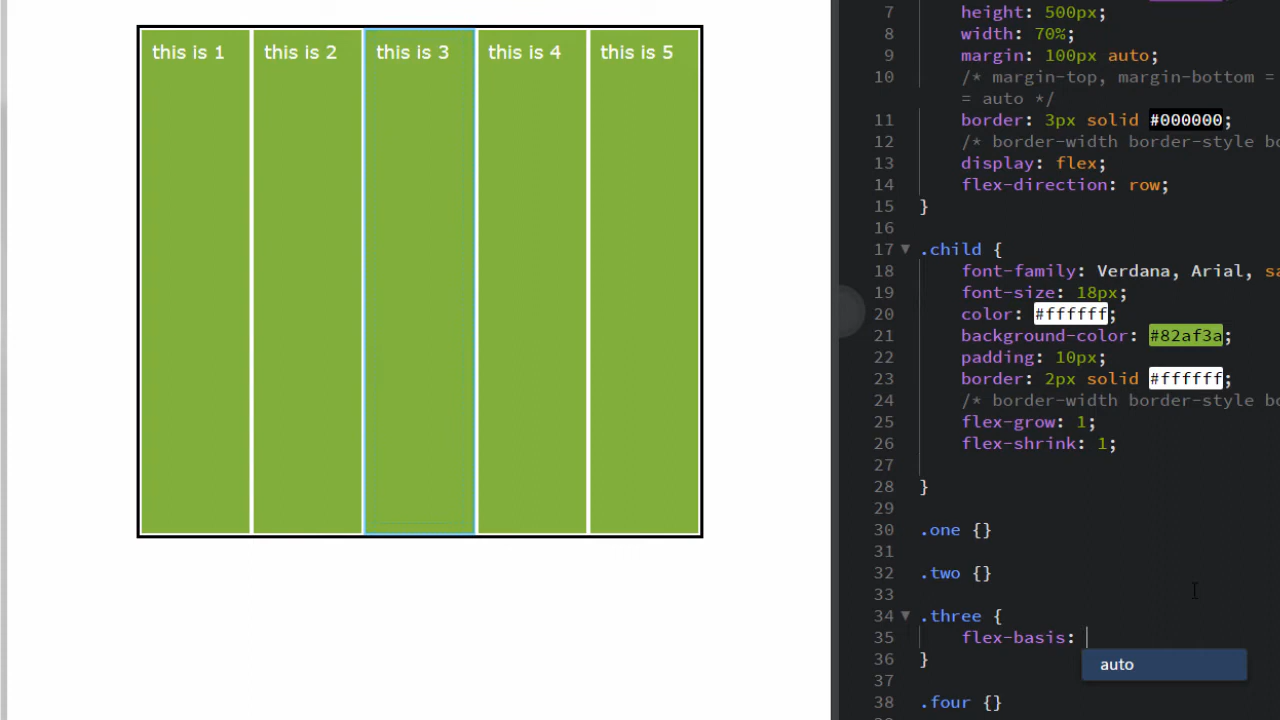 this is 1
this is 2
this is 3
this is 4
this is 5
7 height: 500px;
8 width: 70%;
9 margin: 100px auto;
10 /* margin-top, margin-bottom =
= auto */
11 border: 3px solid #000000;
12 /* border-width border-style bo
13 display: flex;
14 flex-direction: row;
15 }
16
17 .child {
18 font-family: Verdana, Arial, sa
19 font-size: 18px;
20 color: #ffffff;
21 background-color: #82af3a;
22 padding: 10px;
23 border: 2px solid #ffffff;
24 /* border-width border-style bo
25 flex-grow: 1;
26 flex-shrink: 1;
27
28 }
29
30 .one {}
31
32 .two {}
33
34 .three {
35 flex-basis:
auto
36 }
37
38 .four {}